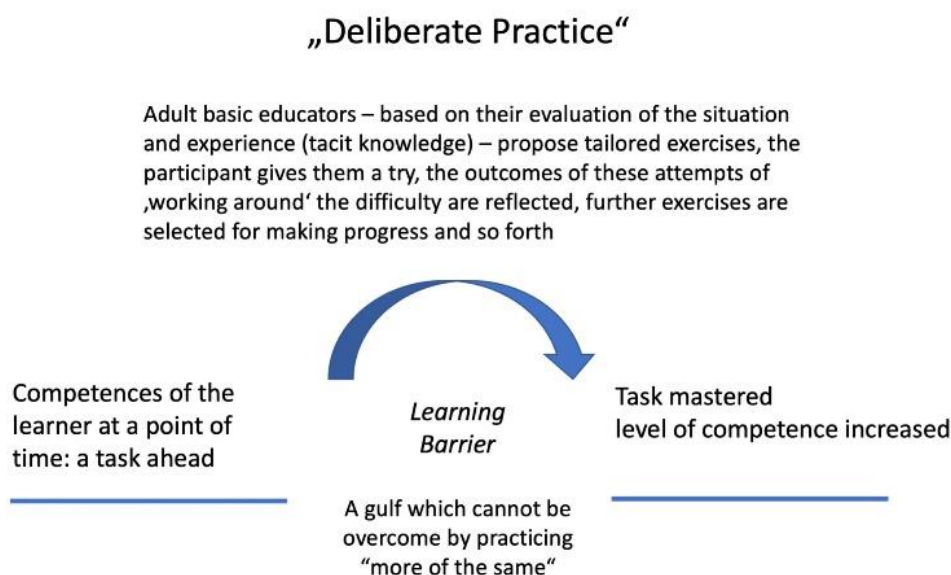 „Deliberate Practice“
Adult basic educators – based on their evaluation of the situation
and experience (tacit knowledge) – propose tailored exercises, the
participant gives them a try, the outcomes of these attempts of
‚working around‘ the difficulty are reflected, further exercises are
selected for making progress and so forth
Competences of the
learner at a point of
time: a task ahead
Learning
Barrier
A gulf which cannot be
overcome by practicing
“more of the same“
Task mastered
level of competence increased